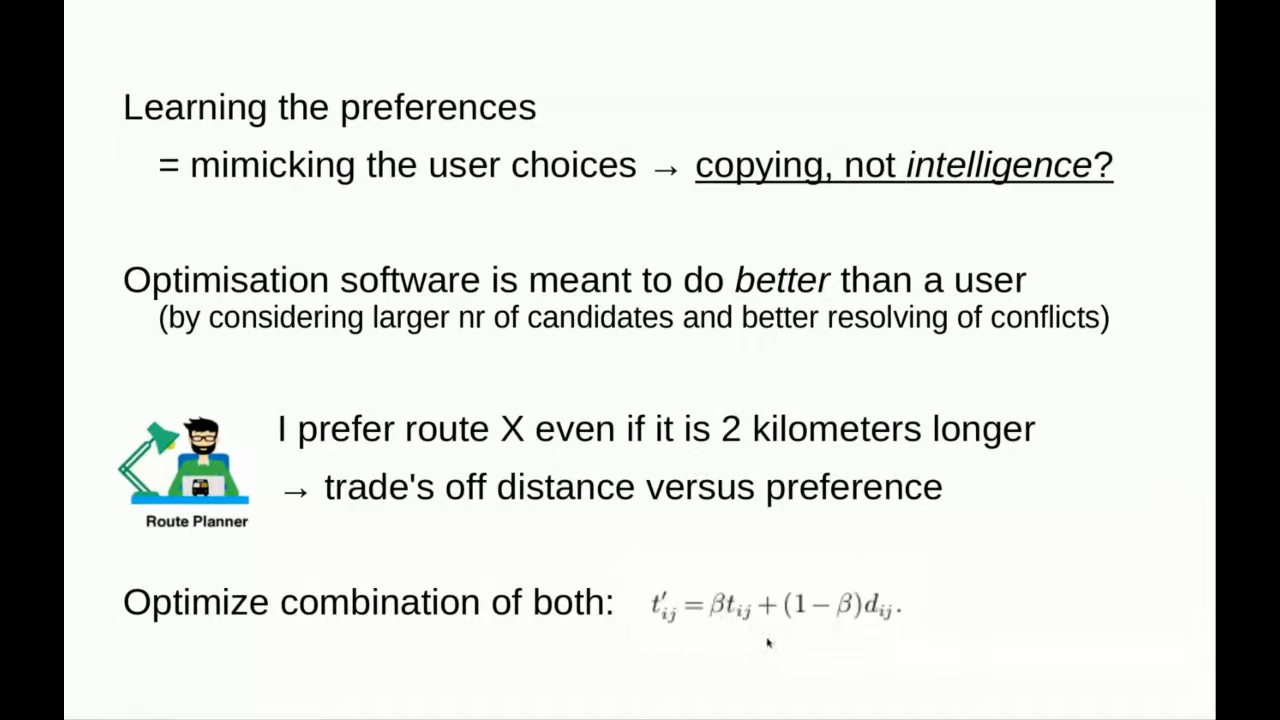 Learning the preferences
= mimicking the user choices → copying, not intelligence?
Optimisation software is meant to do better than a user
(by considering larger nr of candidates and better resolving of conflicts)
I prefer route X even if it is 2 kilometers longer
→ trade's off distance versus preference
Route Planner
Optimize combination of both: t′ᵢⱼ = βtᵢⱼ + (1 − β)dᵢⱼ.